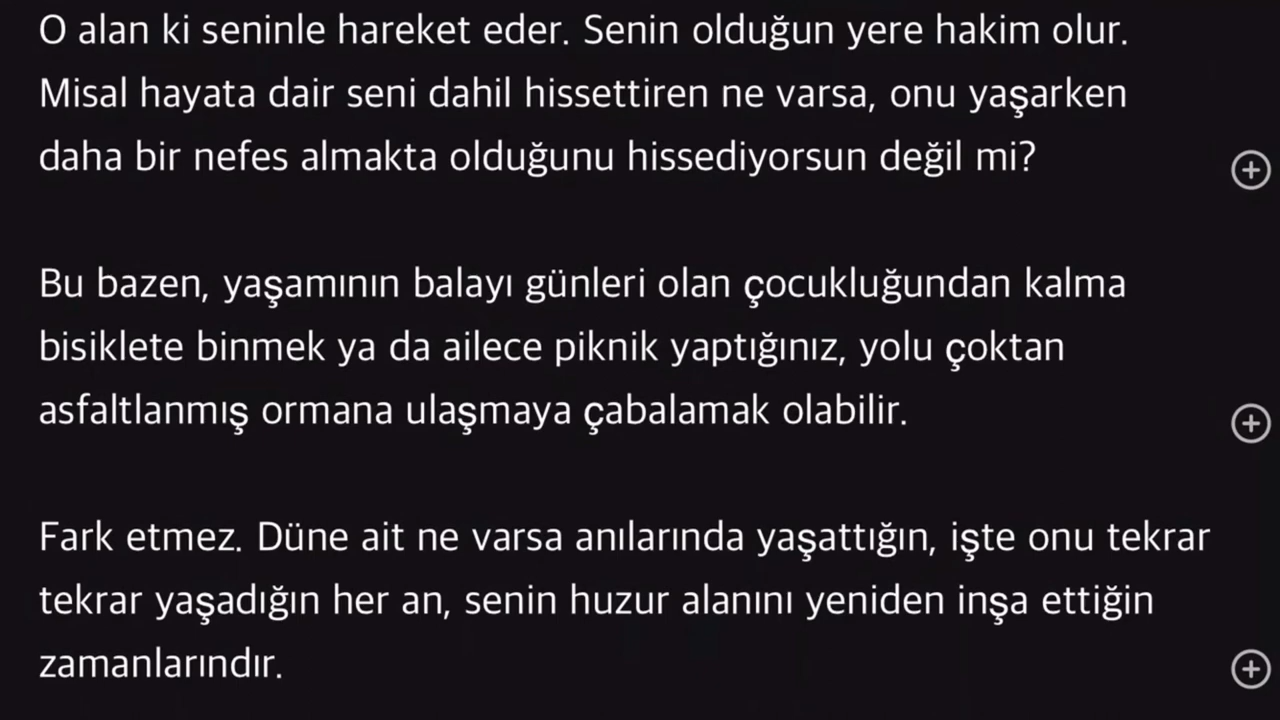 O alan ki seninle hareket eder. Senin olduğun yere hakim olur.
Misal hayata dair seni dahil hissettiren ne varsa, onu yaşarken
daha bir nefes almakta olduğunu hissediyorsun değil mi?
Bu bazen, yaşamının balayı günleri olan çocukluğundan kalma
bisiklete binmek ya da ailece piknik yaptığınız, yolu çoktan
asfaltlanmış ormana ulaşmaya çabalamak olabilir.
Fark etmez. Düne ait ne varsa anılarında yaşattığın, işte onu tekrar
tekrar yaşadığın her an, senin huzur alanını yeniden inşa ettiğin
zamanlarındır.